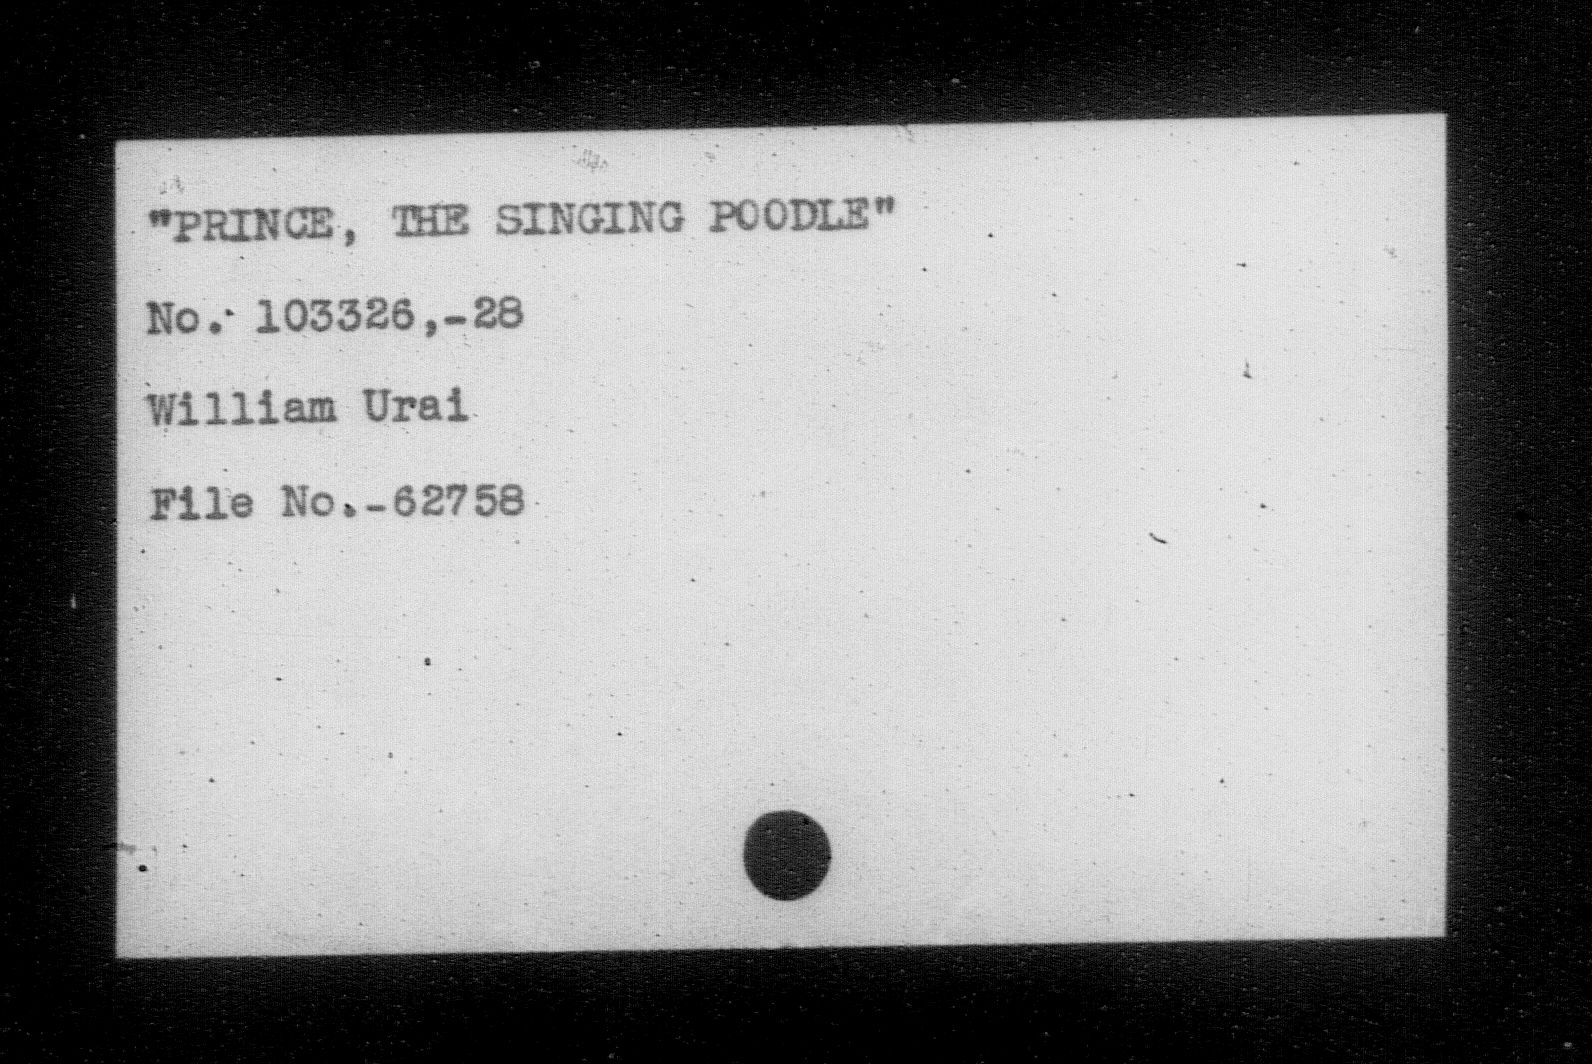 "PRINCE, THE SINGING POODLE"
No. 103326,-28
William Urai
File No.-62758